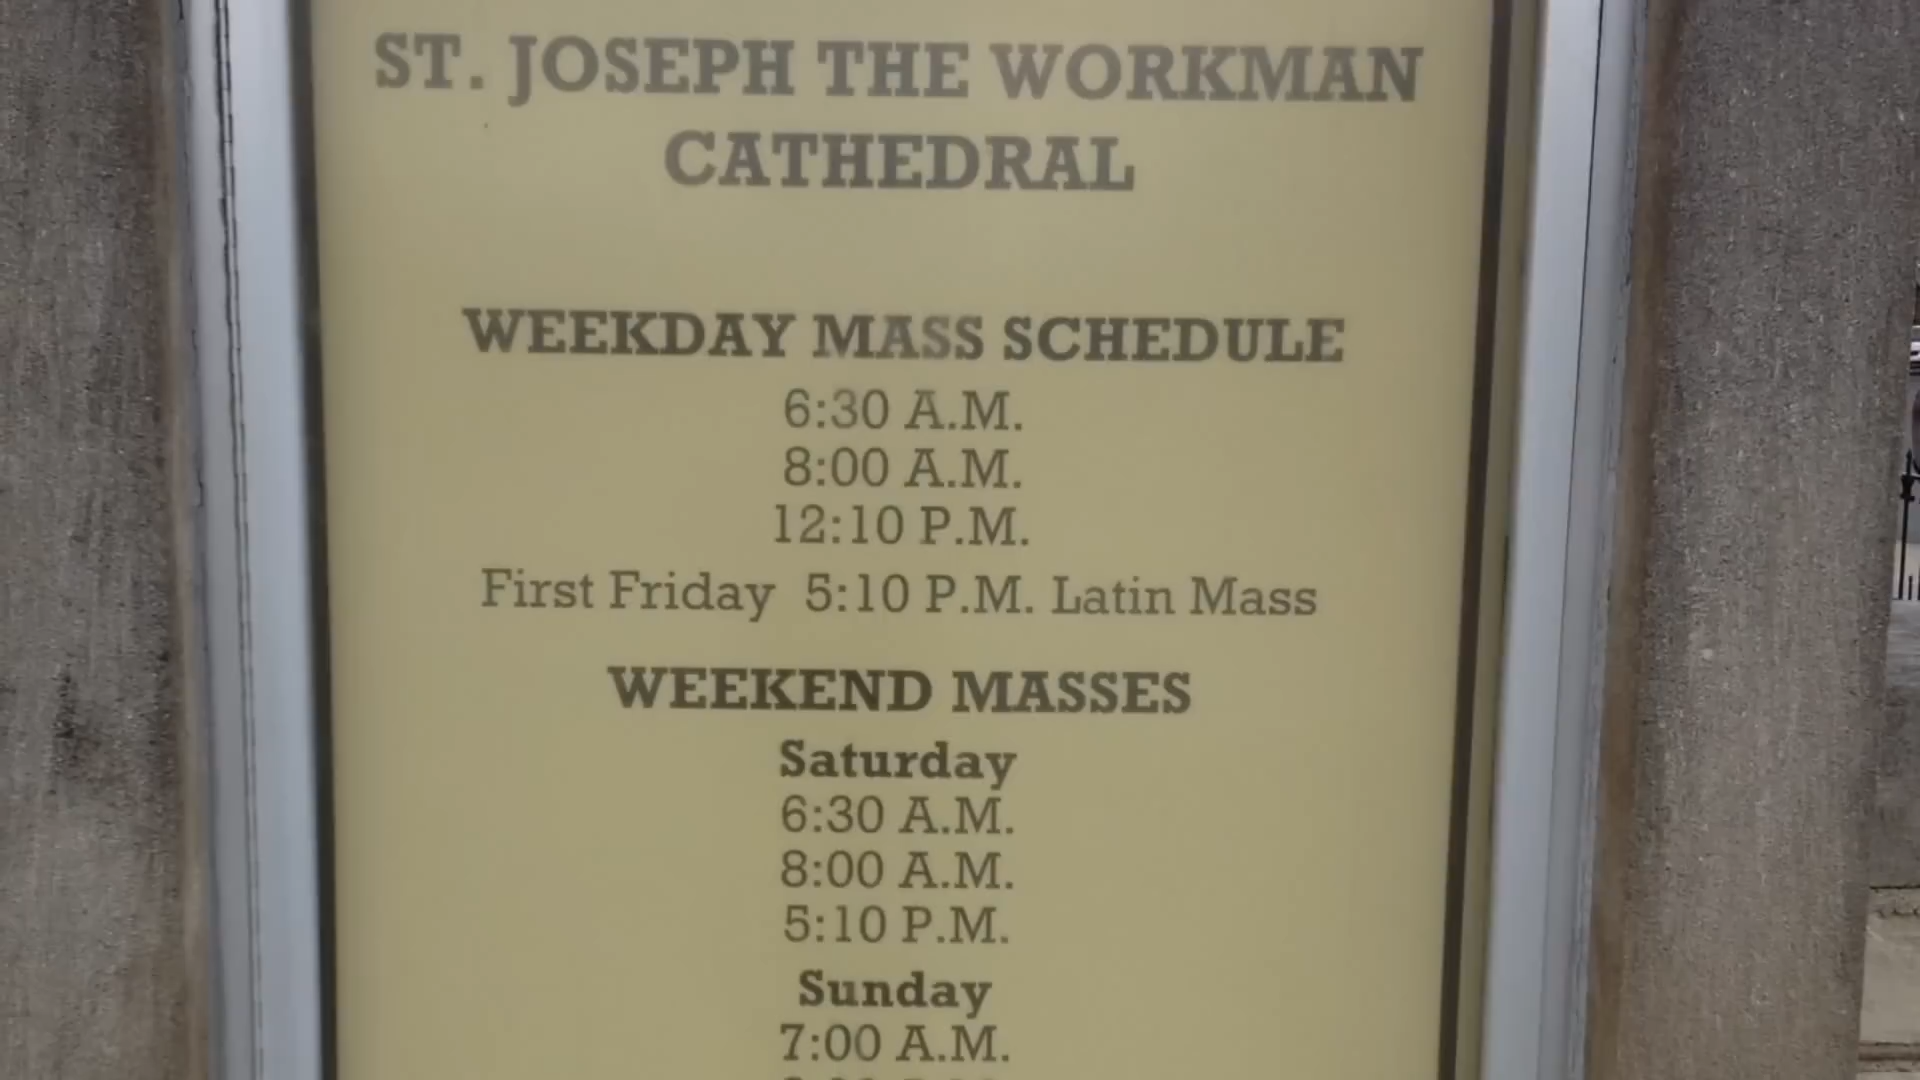 ST. JOSEPH THE WORKMAN
CATHEDRAL
WEEKDAY MASS SCHEDULE
6:30 A.M.
8:00 A.M.
12:10 P.M.
First Friday 5:10 P.M. Latin Mass
WEEKEND MASSES
Saturday
6:30 A.M.
8:00 A.M.
5:10 P.M.
Sunday
7:00 A.M.